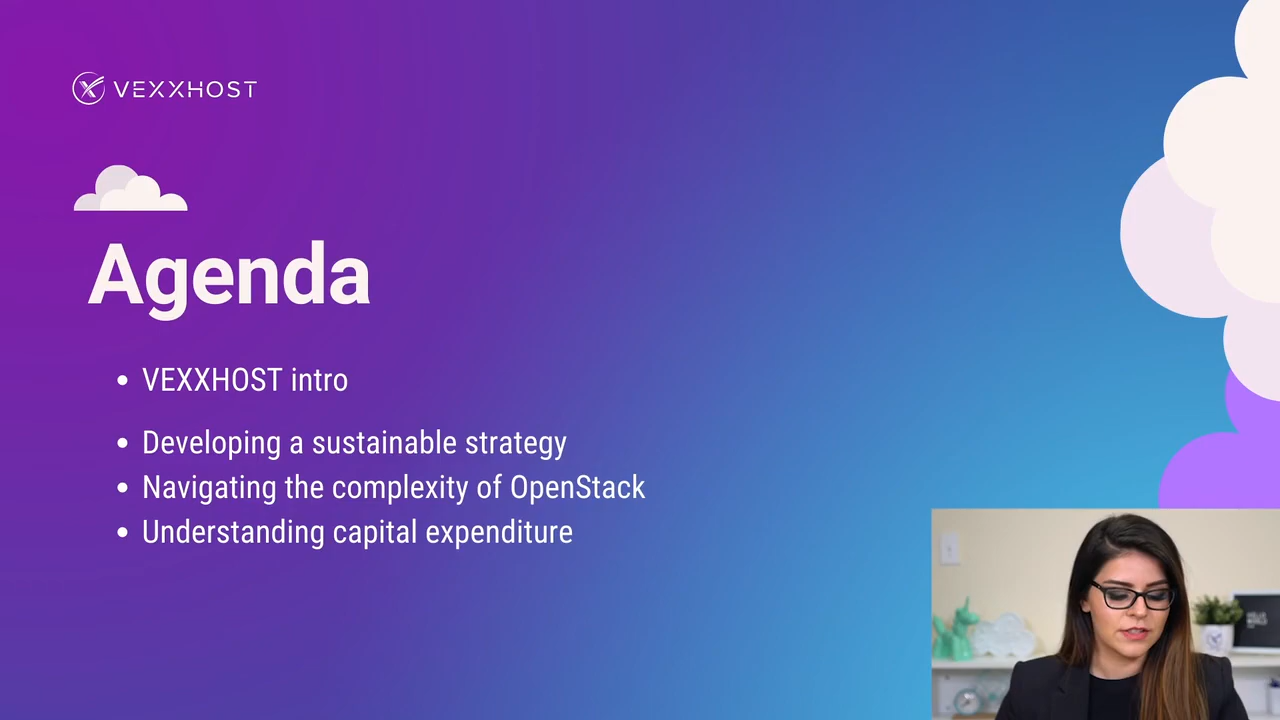 VEXXHOST
Agenda
• VEXXHOST intro
• Developing a sustainable strategy
• Navigating the complexity of OpenStack
• Understanding capital expenditure